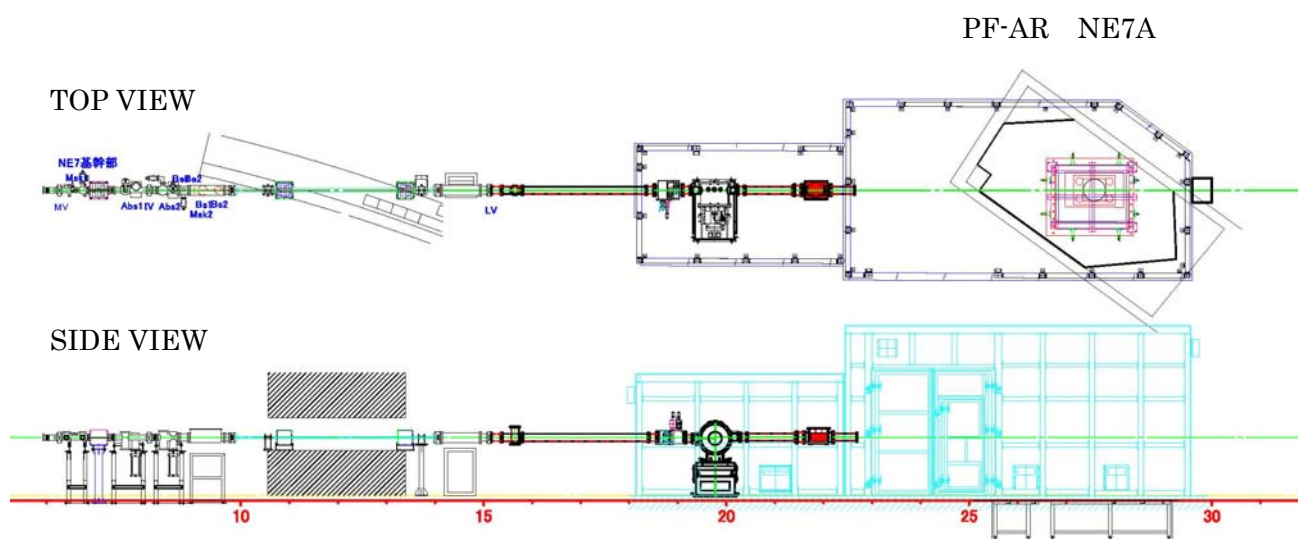 PF-AR NE7A
TOP VIEW
NE7基幹部
MV
Abs1
IV
Abs2
Msk2
LV
SIDE VIEW
10
15
20
25
30